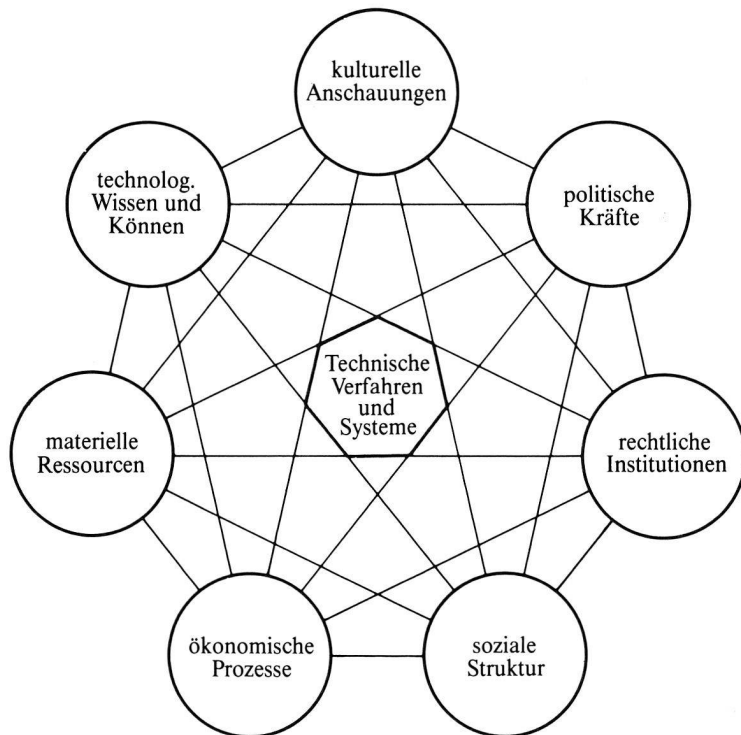 kulturelle
Anschauungen
technolog.
Wissen und
Können
politische
Kräfte
Technische
Verfahren
und
Systeme
materielle
Ressourcen
rechtliche
Institutionen
ökonomische
Prozesse
soziale
Struktur